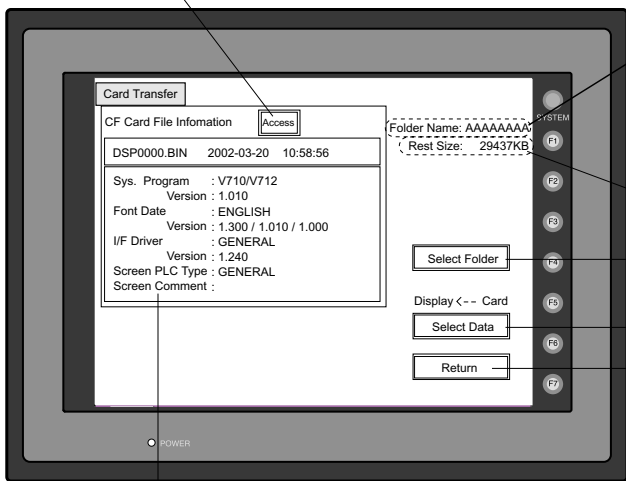 Card Transfer
CF Card File Infomation
Access
DSP0000.BIN 2002-03-20 10:58:56
Sys. Program : V710/V712
Version : 1.010
Font Date : ENGLISH
Version : 1.300 / 1.010 / 1.000
I/F Driver : GENERAL
Version : 1.240
Screen PLC Type : GENERAL
Screen Comment :
Folder Name: AAAAAAAA
Rest Size: 29437KB
Select Folder
Display <-- Card
Select Data
Return
SYSTEM
F1
F2
F3
F4
F5
F6
F7
POWER